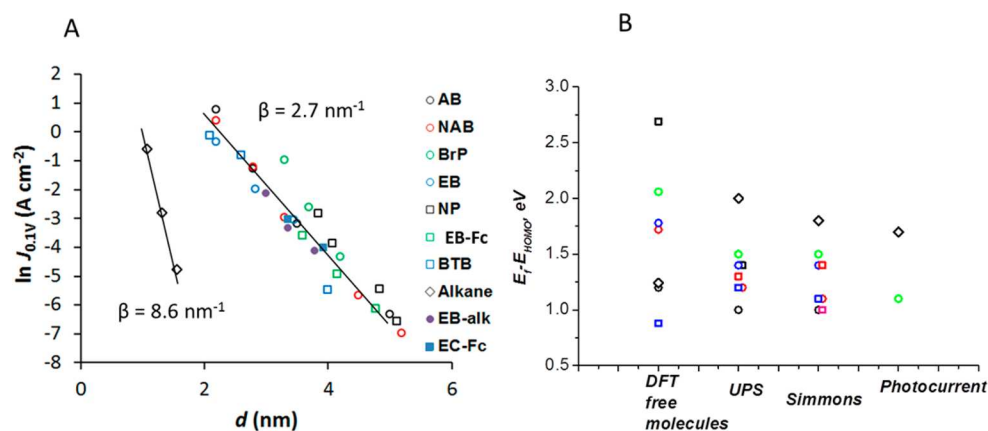 A
ln J0.1V (A cm-2)
2
1
0
-1
-2
-3
-4
-5
-6
-7
-8
0
2
4
6
d (nm)
β = 2.7 nm-1
β = 8.6 nm-1
AB
NAB
BrP
EB
NP
EB-Fc
BTB
Alkane
EB-alk
EC-Fc
B
Ef-EHOMO, eV
3.0
2.5
2.0
1.5
1.0
0.5
DFT
free
molecules
UPS
Simmons
Photocurrent